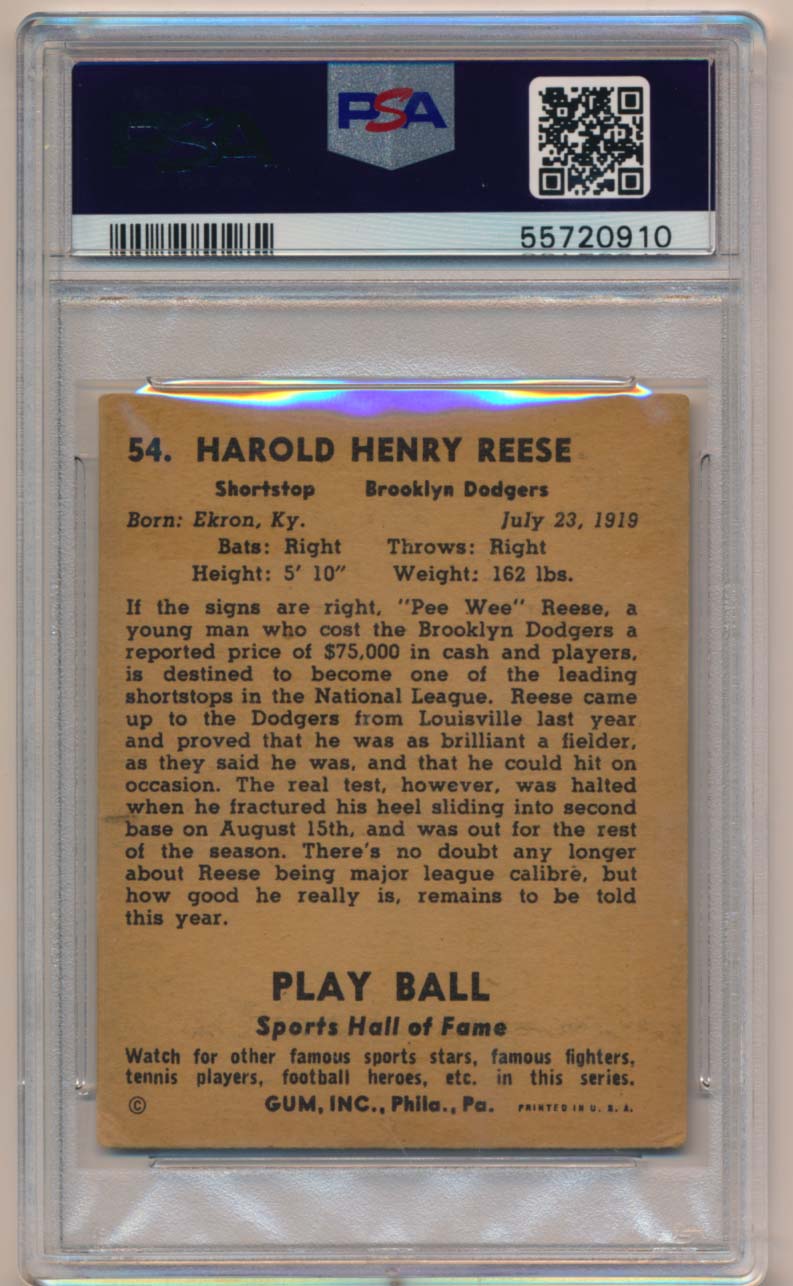 PSA
PSA
55720910
54. HAROLD HENRY REESE
Shortstop Brooklyn Dodgers
Born: Ekron, Ky. July 23, 1919
Bats: Right Throws: Right
Height: 5' 10" Weight: 162 lbs.
If the signs are right, "Pee Wee" Reese, a
young man who cost the Brooklyn Dodgers a
reported price of $75,000 in cash and players,
is destined to become one of the leading
shortstops in the National League. Reese came
up to the Dodgers from Louisville last year
and proved that he was as brilliant a fielder,
as they said he was, and that he could hit on
occasion. The real test, however, was halted
when he fractured his heel sliding into second
base on August 15th, and was out for the rest
of the season. There's no doubt any longer
about Reese being major league calibre, but
how good he really is, remains to be told
this year.
PLAY BALL
Sports Hall of Fame
Watch for other famous sports stars, famous fighters,
tennis players, football heroes, etc. in this series.
© GUM, INC., Phila., Pa. PRINTED IN U. S. A.